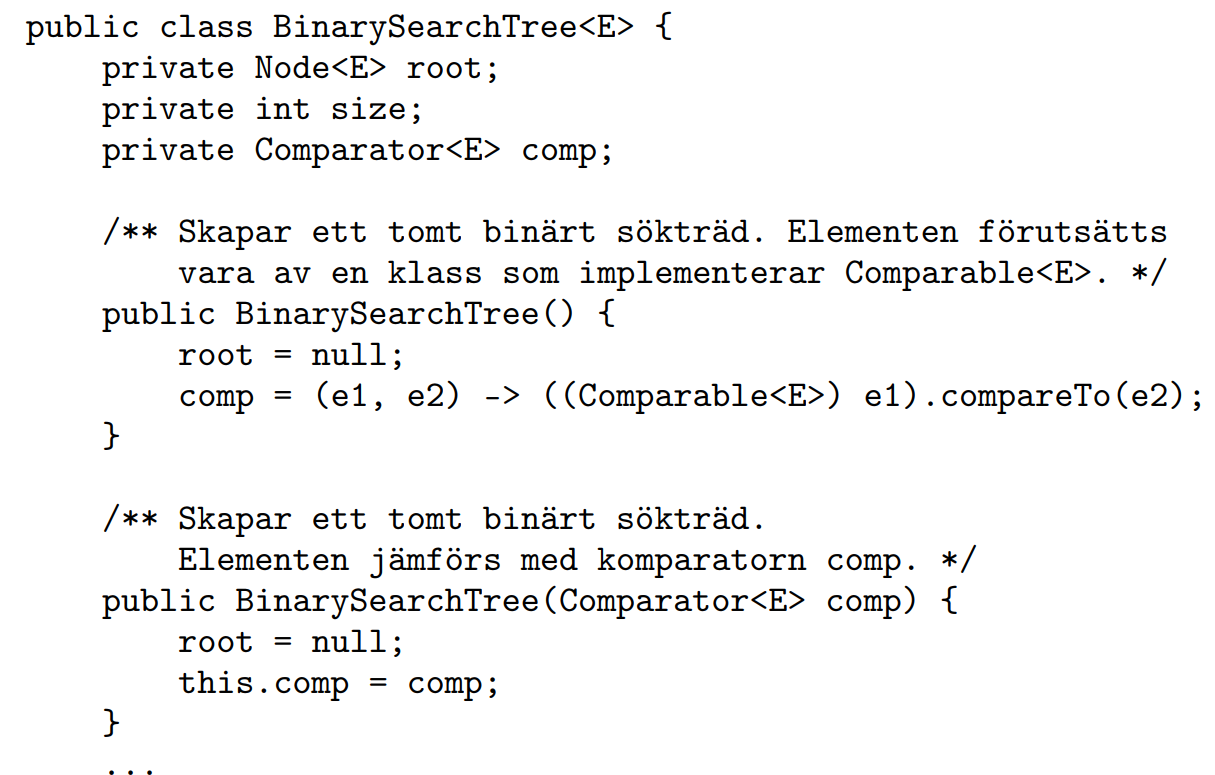 public class BinarySearchTree<E> {
    private Node<E> root;
    private int size;
    private Comparator<E> comp;

    /** Skapar ett tomt binärt sökträd. Elementen förutsätts
        vara av en klass som implementerar Comparable<E>. */
    public BinarySearchTree() {
        root = null;
        comp = (e1, e2) -> ((Comparable<E>) e1).compareTo(e2);
    }

    /** Skapar ett tomt binärt sökträd.
        Elementen jämförs med komparatorn comp. */
    public BinarySearchTree(Comparator<E> comp) {
        root = null;
        this.comp = comp;
    }
    ...